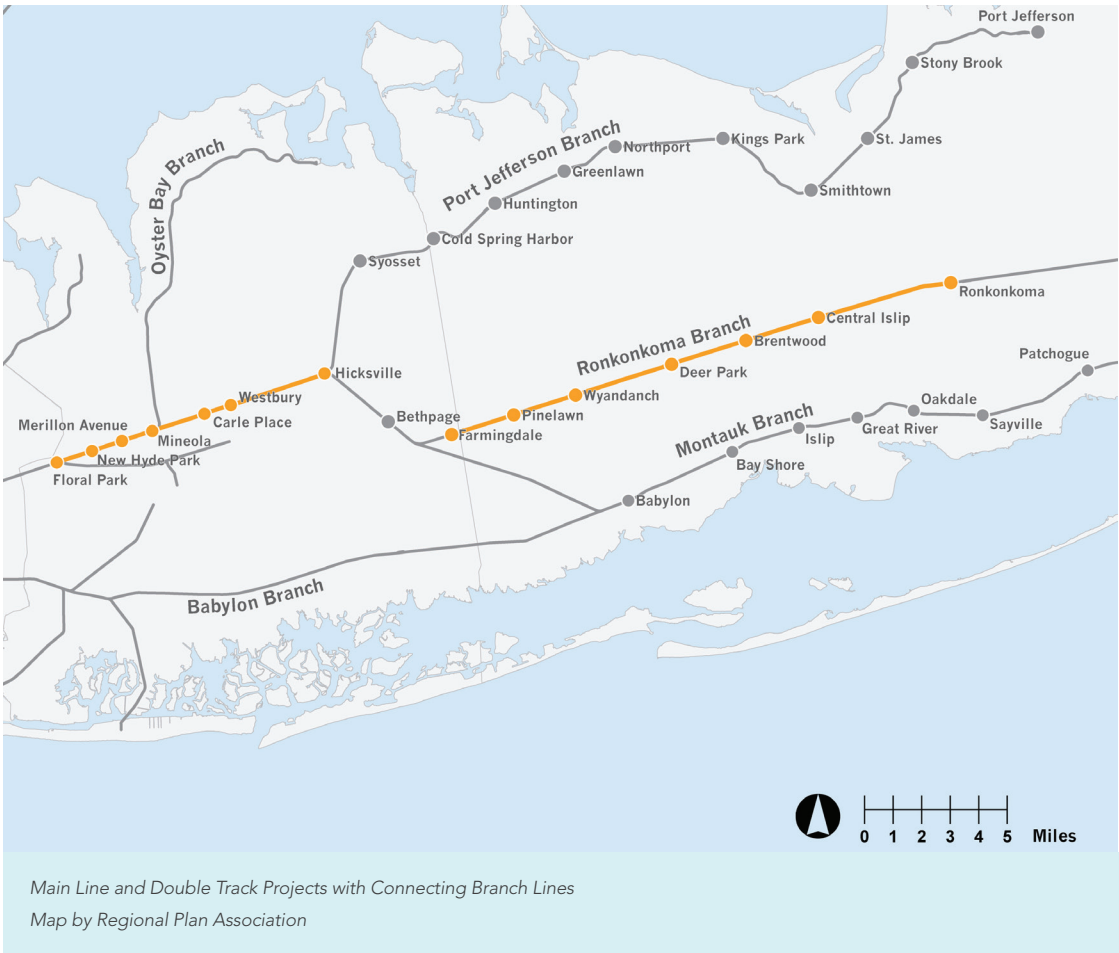 Port Jefferson
Stony Brook
Port Jefferson Branch
Kings Park
St. James
Northport
Oyster Bay Branch
Greenlawn
Smithtown
Huntington
Cold Spring Harbor
Syosset
Ronkonkoma
Central Islip
Ronkonkoma Branch
Brentwood
Patchogue
Deer Park
Hicksville
Wyandanch
Westbury
Oakdale
Bethpage
Pinelawn
Carle Place
Merillon Avenue
Montauk Branch
Great River
Sayville
Farmingdale
Mineola
Islip
New Hyde Park
Bay Shore
Floral Park
Babylon
Babylon Branch
0 1 2 3 4 5 Miles
Main Line and Double Track Projects with Connecting Branch Lines
Map by Regional Plan Association